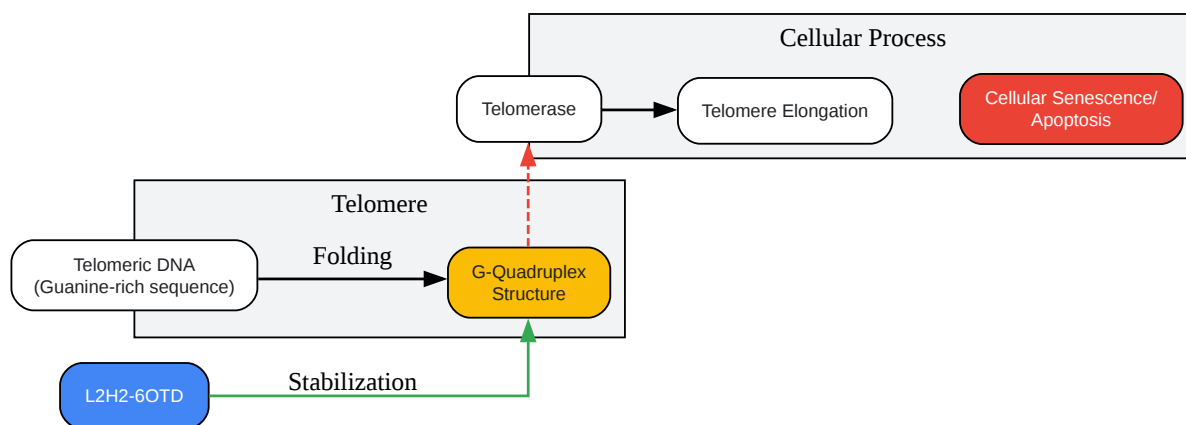 Cellular Process
Telomerase
Telomere Elongation
Cellular Senescence/
Apoptosis
Telomere
Telomeric DNA
(Guanine-rich sequence)
Folding
G-Quadruplex
Structure
L2H2-6OTD
Stabilization